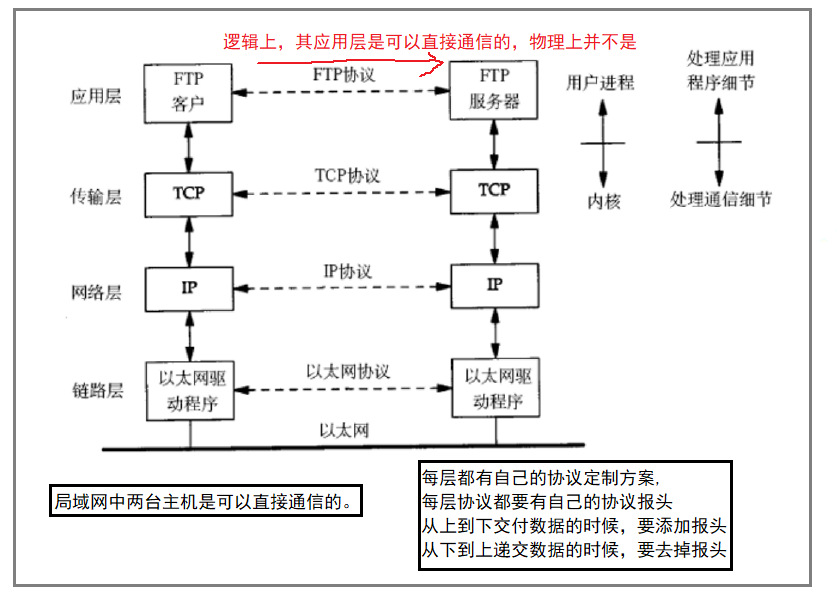 逻辑上，其应用层是可以直接通信的，物理上并不是
应用层
FTP
客户
FTP协议
FTP
服务器
用户进程
处理应用
程序细节
传输层
TCP
TCP协议
TCP
内核
处理通信细节
网络层
IP
IP协议
IP
链路层
以太网驱
动程序
以太网协议
以太网驱
动程序
以太网
局域网中两台主机是可以直接通信的。
每层都有自己的协议定制方案,
每层协议都要有自己的协议报头
从上到下交付数据的时候，要添加报头
从下到上递交数据的时候，要去掉报头